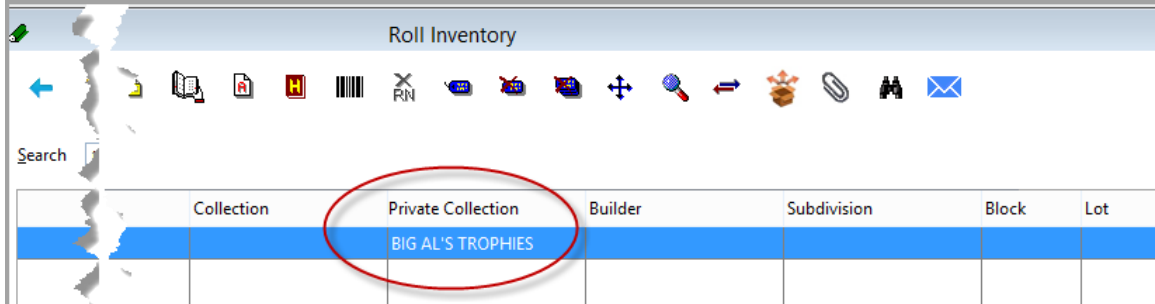 Roll Inventory
A H X RN
Search
Collection Private Collection Builder Subdivision Block Lot
BIG AL'S TROPHIES